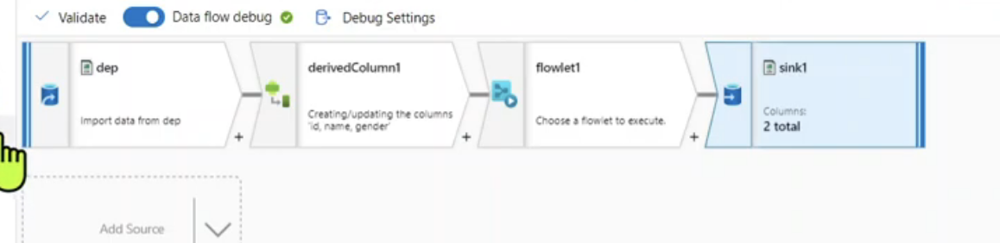 Validate Data flow debug Debug Settings
dep
Import data from dep
+
derivedColumn1
Creating/updating the columns
'id, name, gender'
+
flowlet1
Choose a flowlet to execute.
+
sink1
Columns:
2 total
Add Source